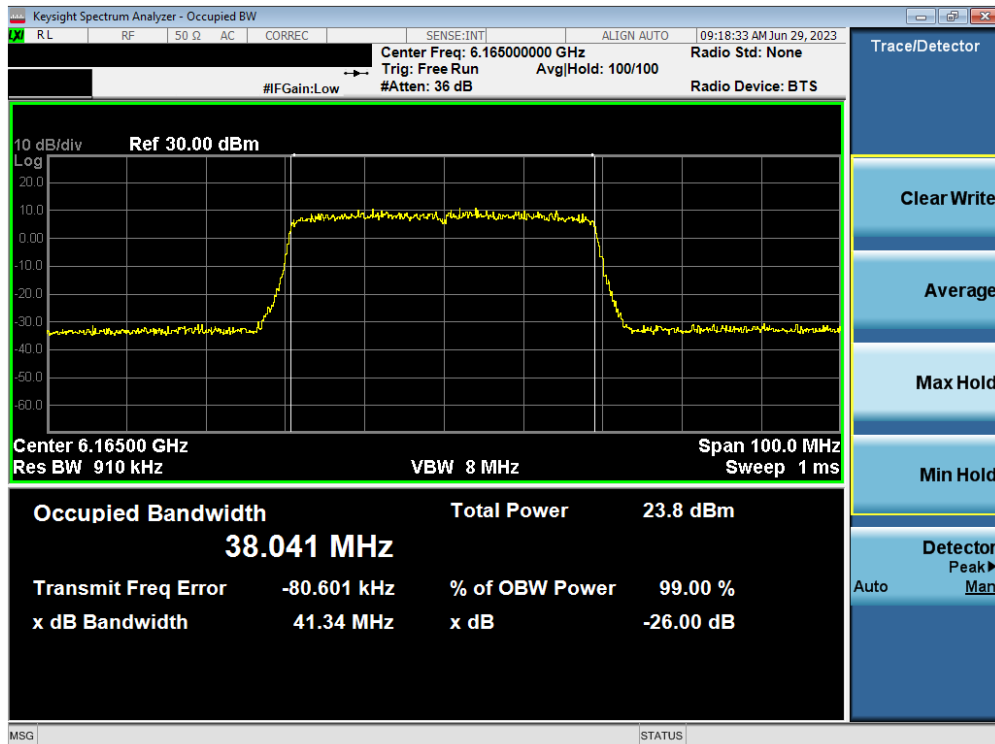 Keysight Spectrum Analyzer - Occupied BW
LXI RL RF 50 Ω AC CORREC SENSE:INT ALIGN AUTO 09:18:33 AM Jun 29, 2023
Center Freq: 6.165000000 GHz Radio Std: None
Trig: Free Run Avg|Hold: 100/100
#IFGain:Low #Atten: 36 dB Radio Device: BTS
10 dB/div Ref 30.00 dBm
Log
20.0
10.0
0.00
-10.0
-20.0
-30.0
-40.0
-50.0
-60.0
Center 6.16500 GHz Span 100.0 MHz
Res BW 910 kHz VBW 8 MHz Sweep 1 ms
Occupied Bandwidth Total Power 23.8 dBm
38.041 MHz
Transmit Freq Error -80.601 kHz % of OBW Power 99.00 %
x dB Bandwidth 41.34 MHz x dB -26.00 dB
Trace/Detector
Clear Write
Average
Max Hold
Min Hold
Detector
Peak▶
Auto Man
MSG STATUS